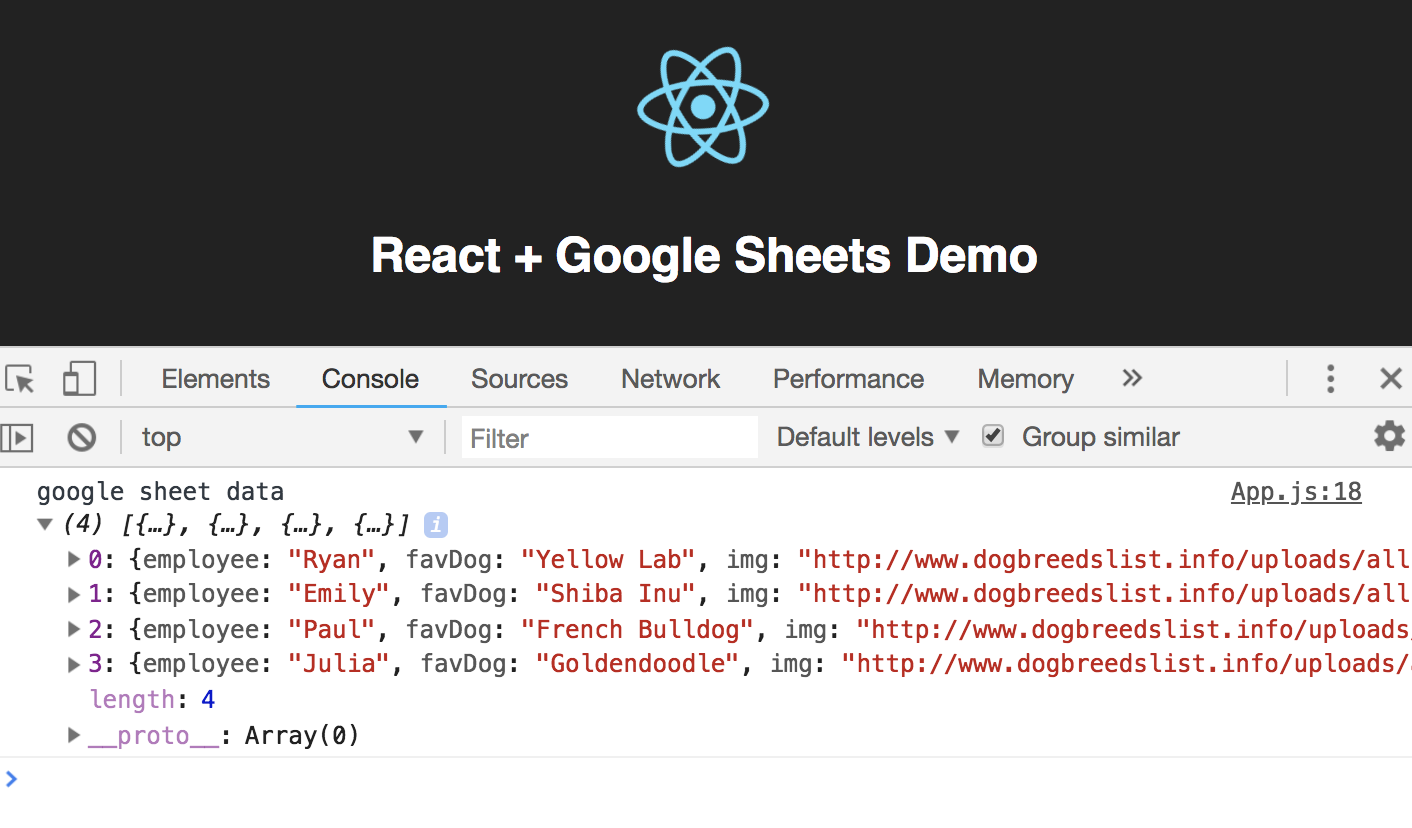 React + Google Sheets Demo
Elements Console Sources Network Performance Memory »
top Filter Default levels Group similar
google sheet data App.js:18
(4) [{…}, {…}, {…}, {…}] i
0: {employee: "Ryan", favDog: "Yellow Lab", img: "http://www.dogbreedslist.info/uploads/all
1: {employee: "Emily", favDog: "Shiba Inu", img: "http://www.dogbreedslist.info/uploads/all
2: {employee: "Paul", favDog: "French Bulldog", img: "http://www.dogbreedslist.info/uploads/
3: {employee: "Julia", favDog: "Goldendoodle", img: "http://www.dogbreedslist.info/uploads/a
length: 4
__proto__: Array(0)